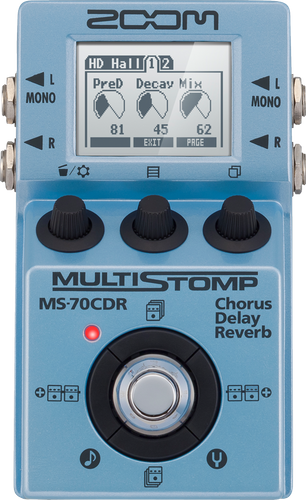 ZOOM
HD Hall 1 2
PreD Decay Mix
81 45 62
EXIT PAGE
L
MONO
R
L
MONO
R
MULTISTOMP
MS-70CDR
Chorus
Delay
Reverb